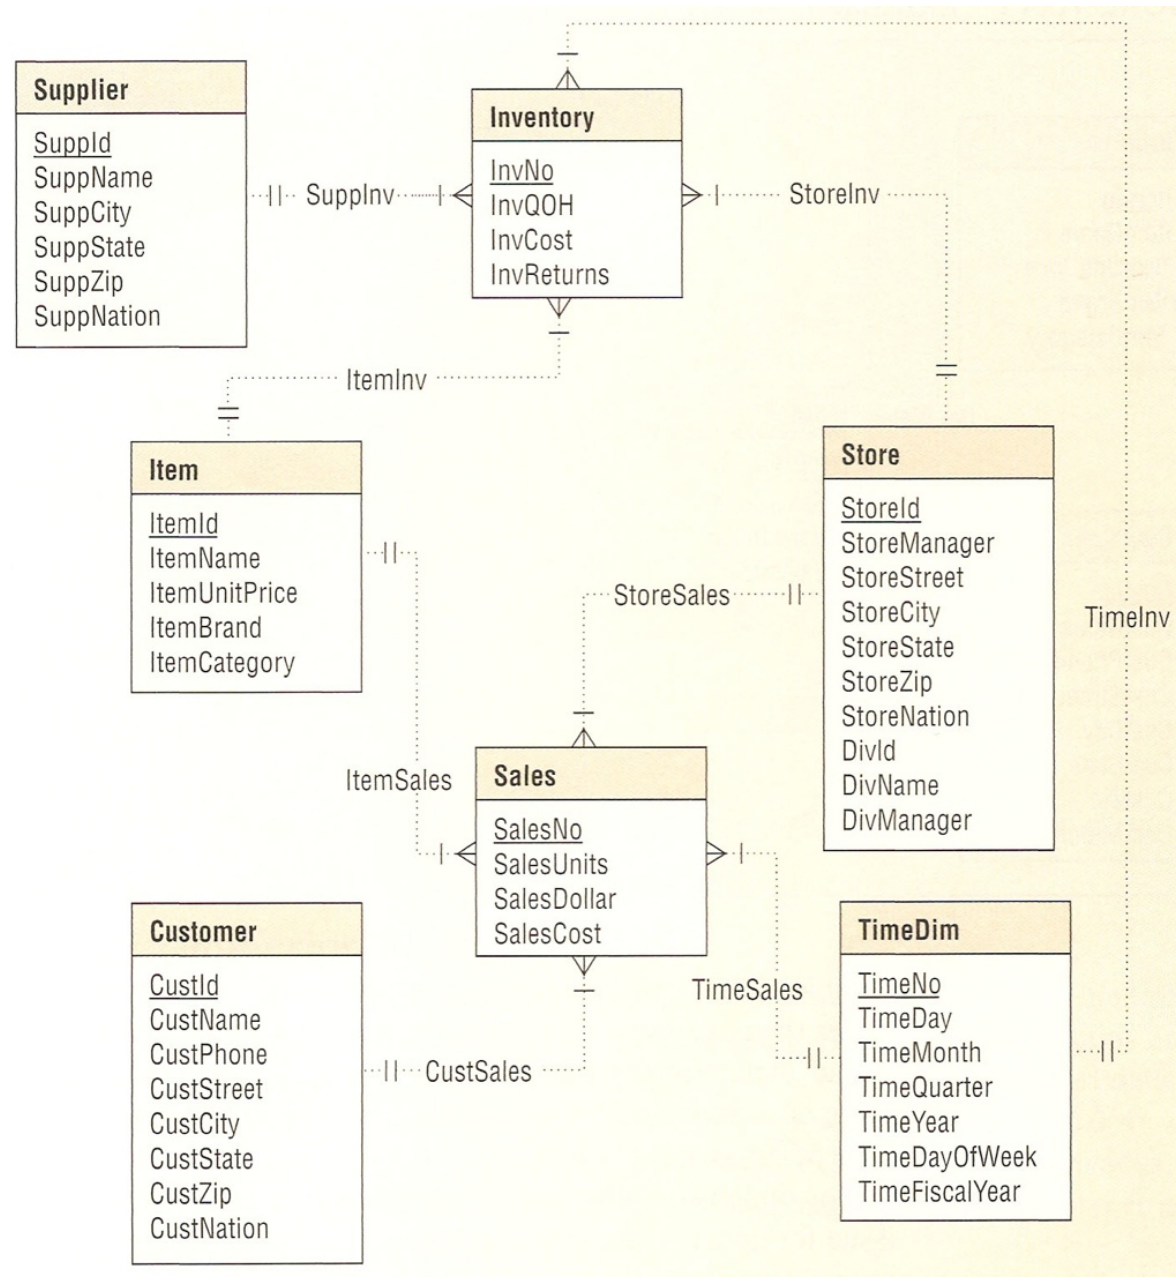 Supplier
SuppId
SuppName
SuppCity
SuppState
SuppZip
SuppNation
SuppInv
Inventory
InvNo
InvQOH
InvCost
InvReturns
StoreInv
ItemInv
Item
ItemId
ItemName
ItemUnitPrice
ItemBrand
ItemCategory
Store
StoreId
StoreManager
StoreStreet
StoreCity
StoreState
StoreZip
StoreNation
DivId
DivName
DivManager
StoreSales
TimeInv
ItemSales
Sales
SalesNo
SalesUnits
SalesDollar
SalesCost
Customer
CustId
CustName
CustPhone
CustStreet
CustCity
CustState
CustZip
CustNation
CustSales
TimeSales
TimeDim
TimeNo
TimeDay
TimeMonth
TimeQuarter
TimeYear
TimeDayOfWeek
TimeFiscalYear